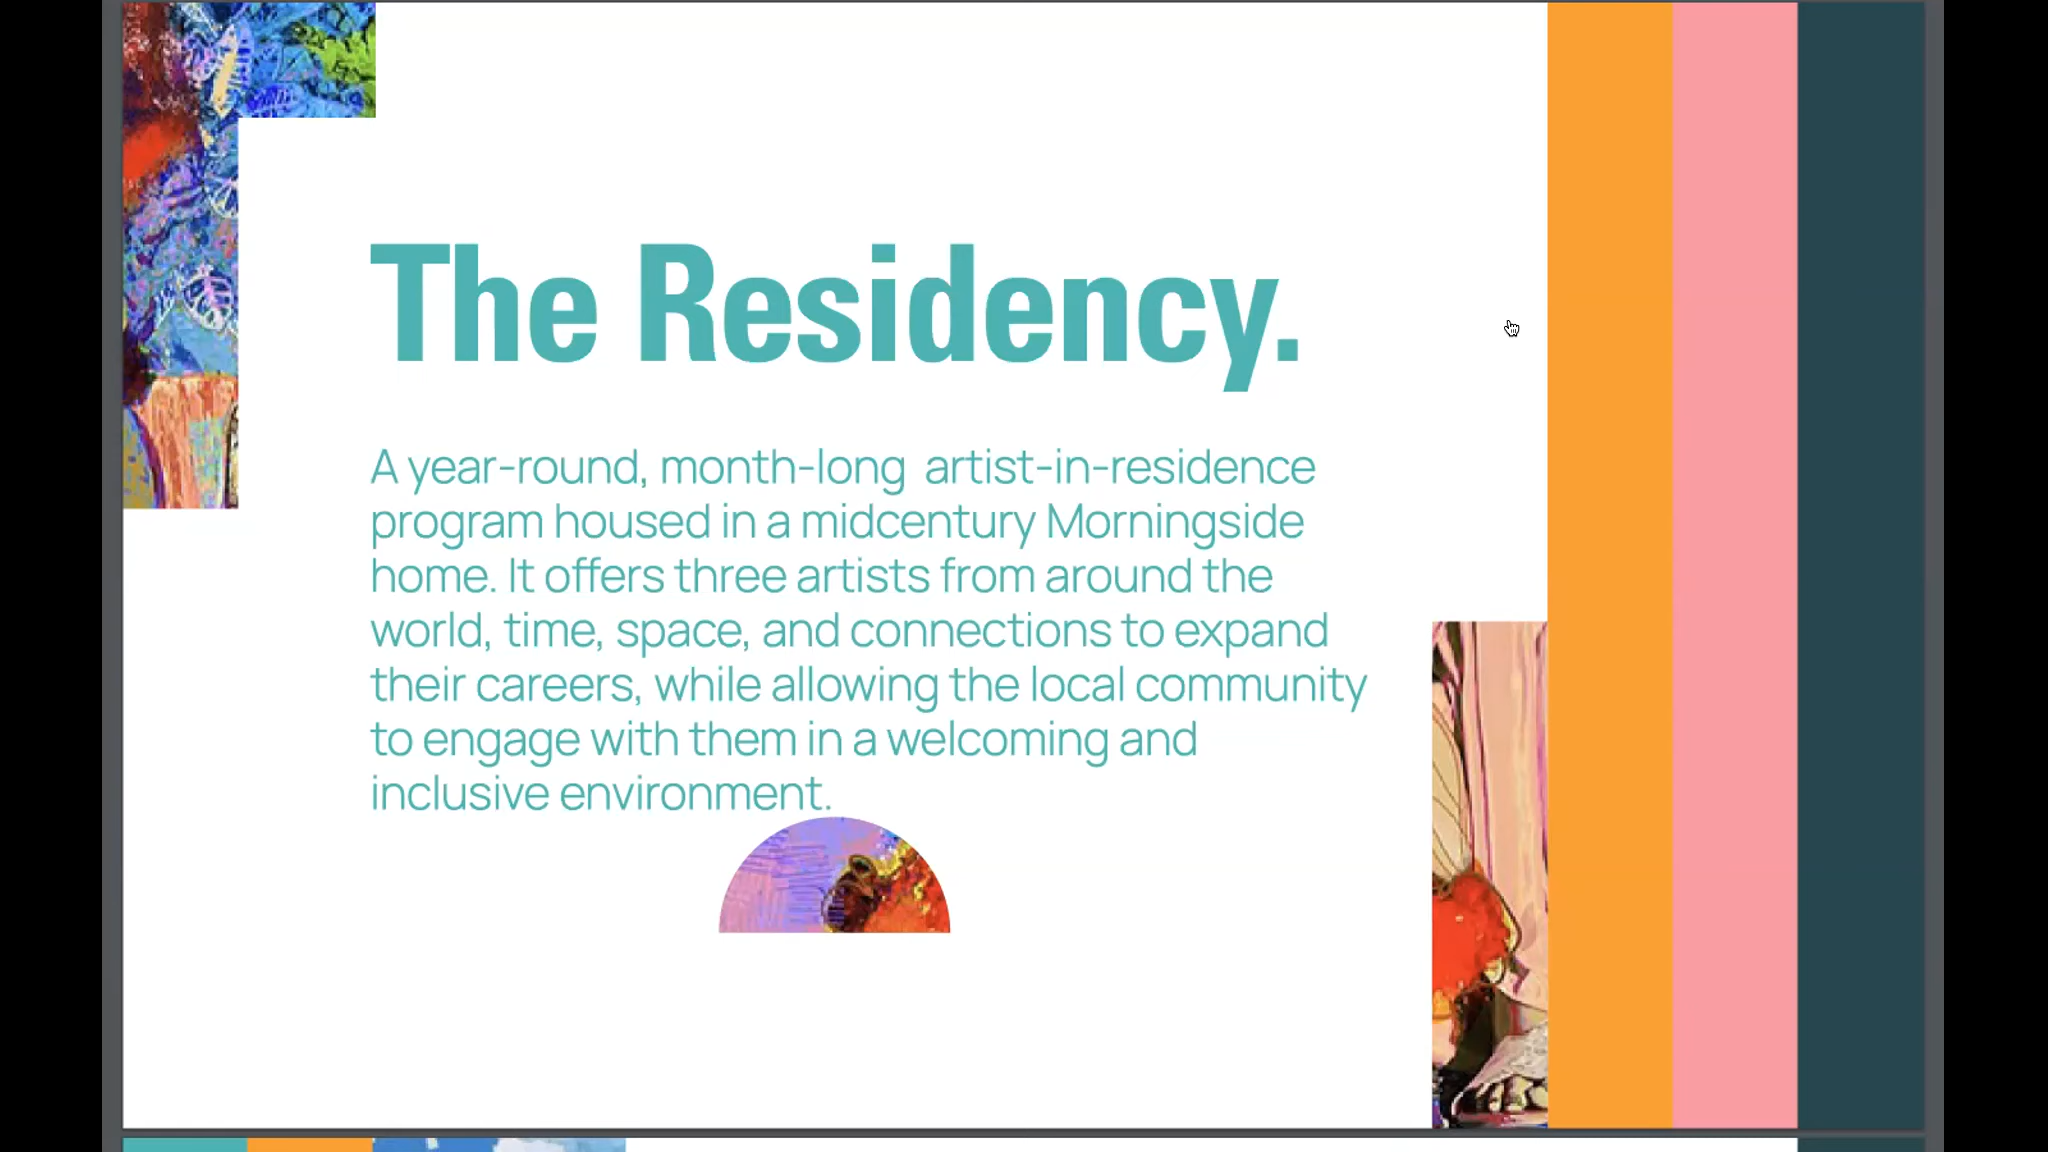 The Residency.
A year-round, month-long  artist-in-residence
program housed in a midcentury Morningside
home. It offers three artists from around the
world, time, space, and connections to expand
their careers, while allowing the local community
to engage with them in a welcoming and
inclusive environment.